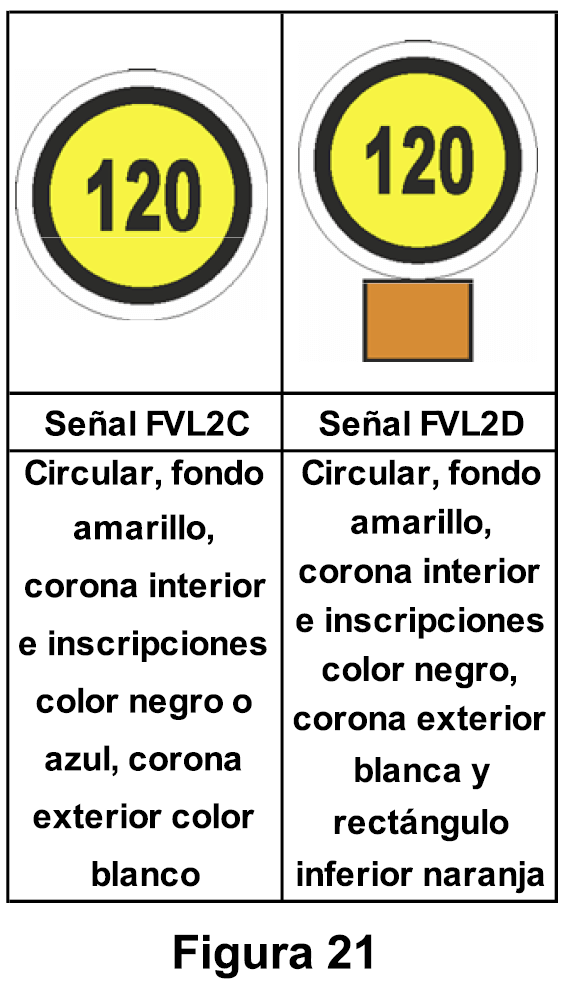 120
120
Señal FVL2C
Señal FVL2D
Circular, fondo
amarillo,
corona interior
e inscripciones
color negro o
azul, corona
exterior color
blanco
Circular, fondo
amarillo,
corona interior
e inscripciones
color negro,
corona exterior
blanca y
rectángulo
inferior naranja
Figura 21